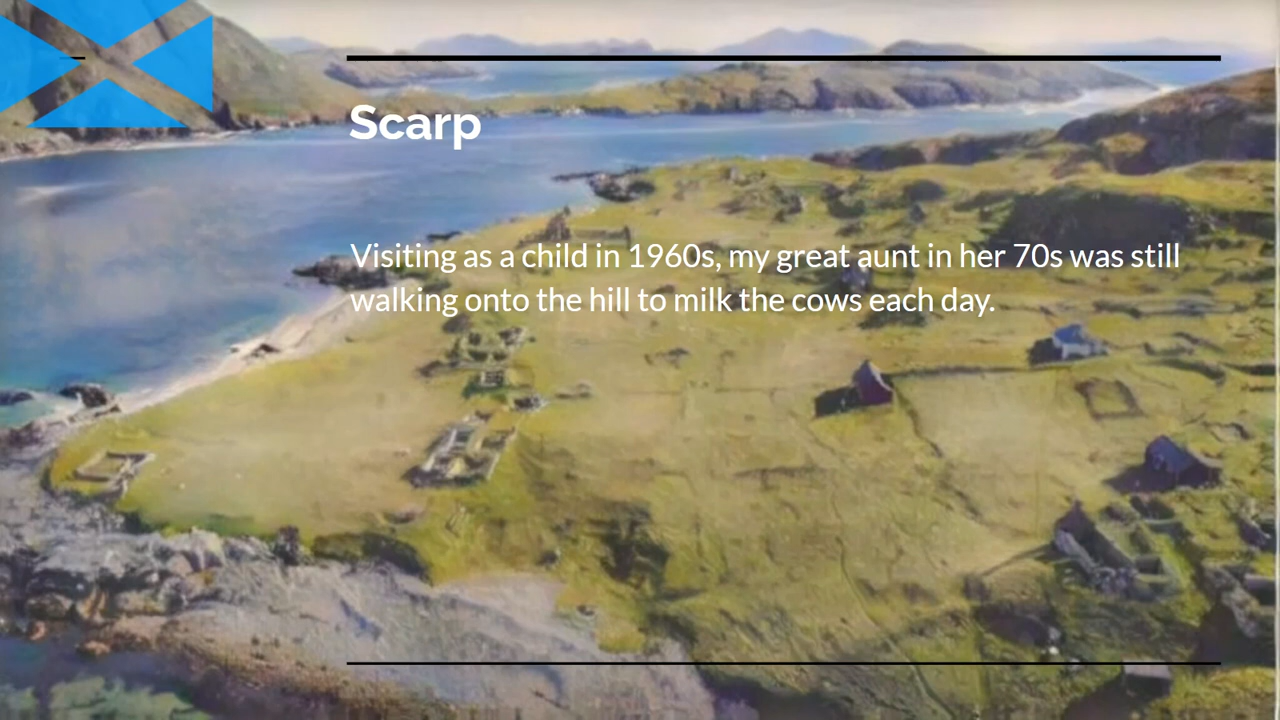 Scarp
Visiting as a child in 1960s, my great aunt in her 70s was still
walking onto the hill to milk the cows each day.